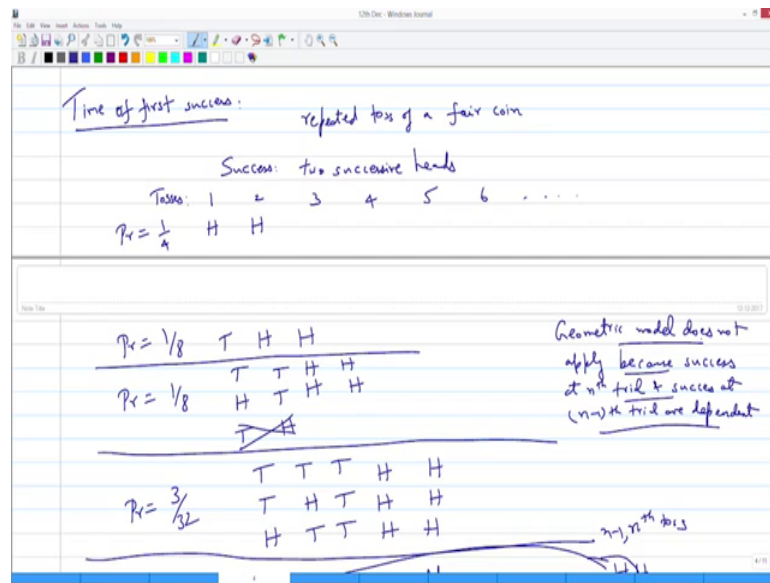 12th Dec - Windows Journal
File Edit View Insert Actions Tools Help
B I
Time of first success:
repeated toss of a fair coin
Success: two successive heads
Tosses: 1 2 3 4 5 6 . . . .
Pr = 1/4 H H
Note Title
12-12-2017
Pr = 1/8 T H H
T T H H
Pr = 1/8 H T H H
T H
T T T H H
Pr = 3/32 T H T H H
H T T H H
Geometric model does not
apply because success
at nth trial & success at
(n-1)th trial are dependent
n-1, nth toss
H H